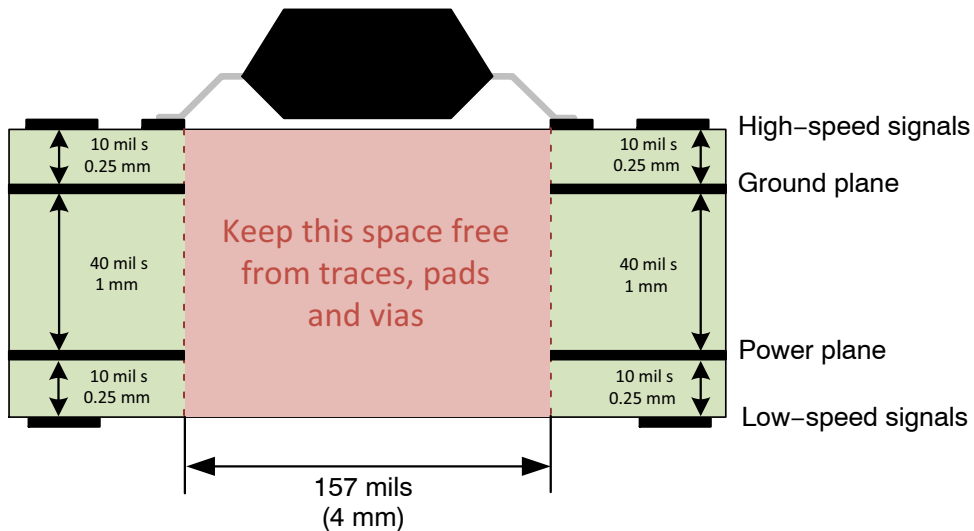 High−speed signals
10 mil s
0.25 mm
10 mil s
0.25 mm
Ground plane
Keep this space free
from traces, pads
and vias
40 mil s
1 mm
40 mil s
1 mm
Power plane
10 mil s
0.25 mm
10 mil s
0.25 mm
Low−speed signals
157 mils
(4 mm)